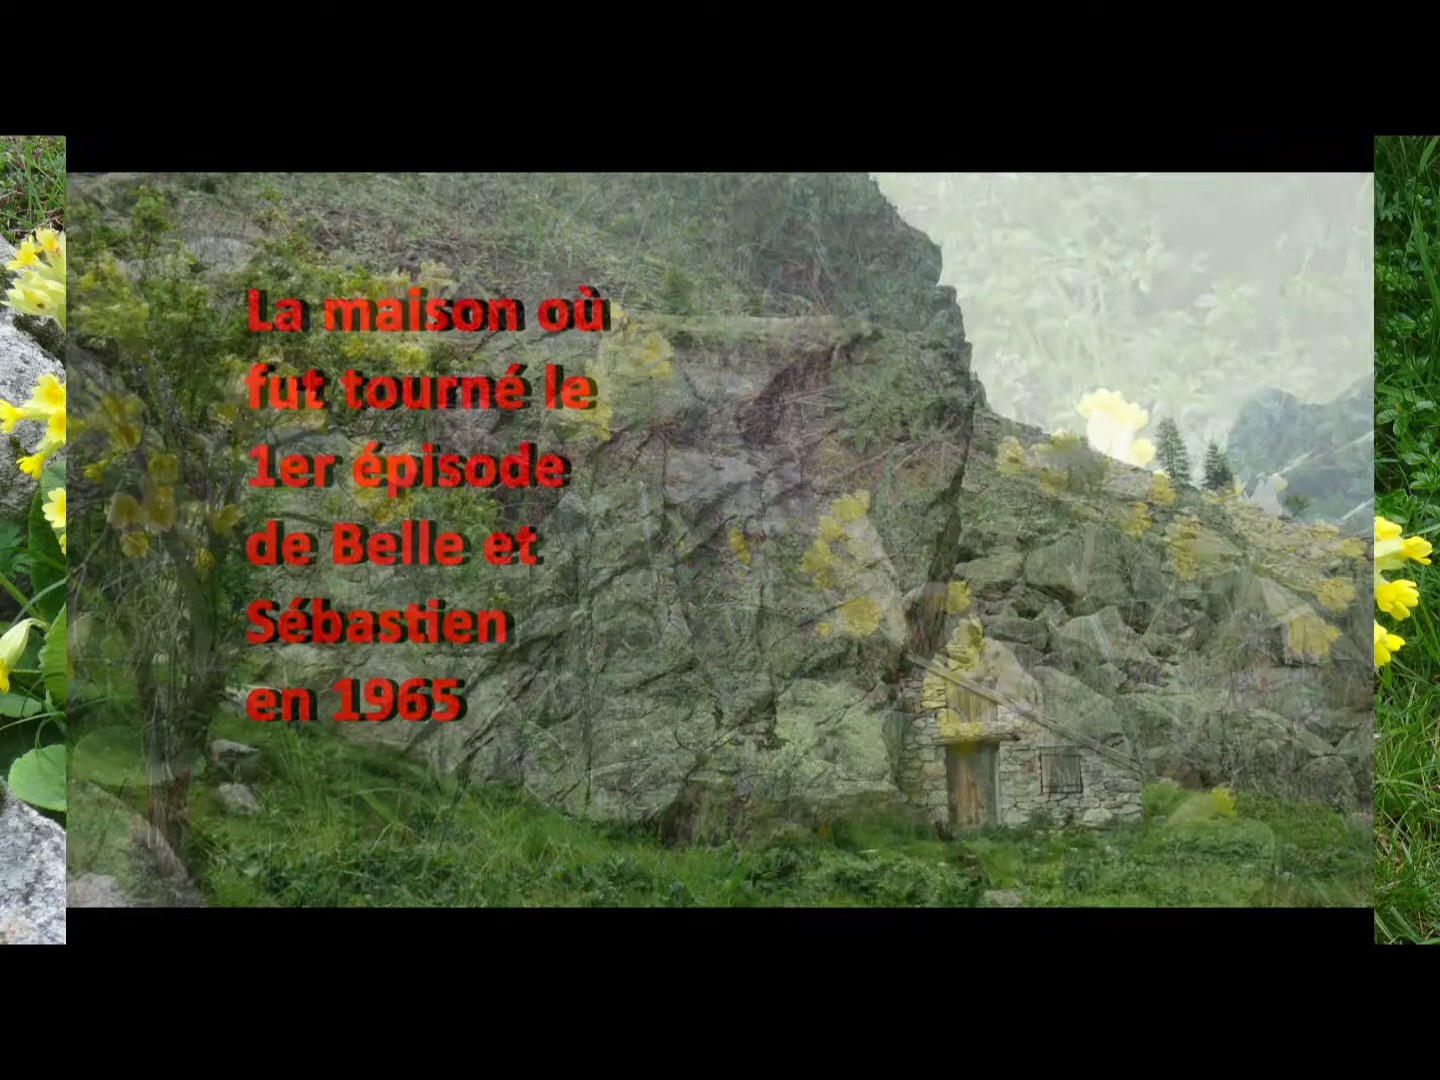 La maison où
fut tourné le
1er épisode
de Belle et
Sébastien
en 1965